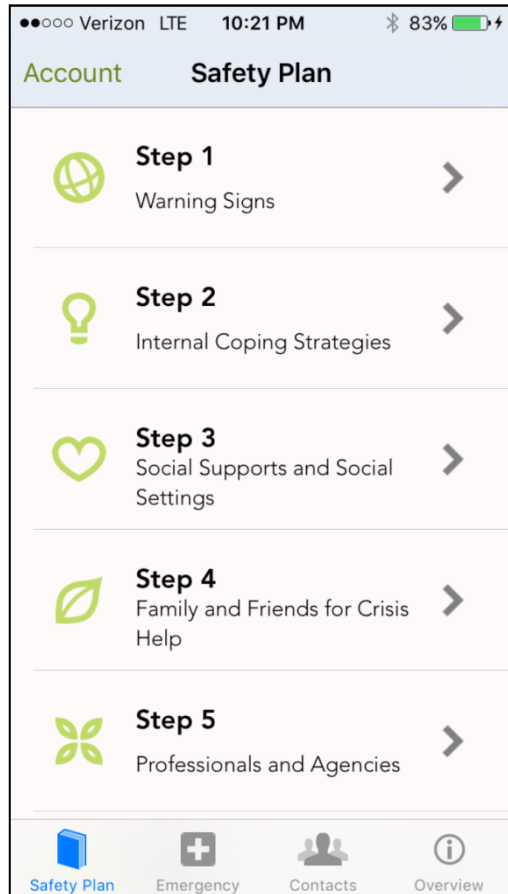 Verizon LTE 10:21 PM 83%
Account Safety Plan
Step 1
Warning Signs
Step 2
Internal Coping Strategies
Step 3
Social Supports and Social
Settings
Step 4
Family and Friends for Crisis
Help
Step 5
Professionals and Agencies
Safety Plan Emergency Contacts Overview